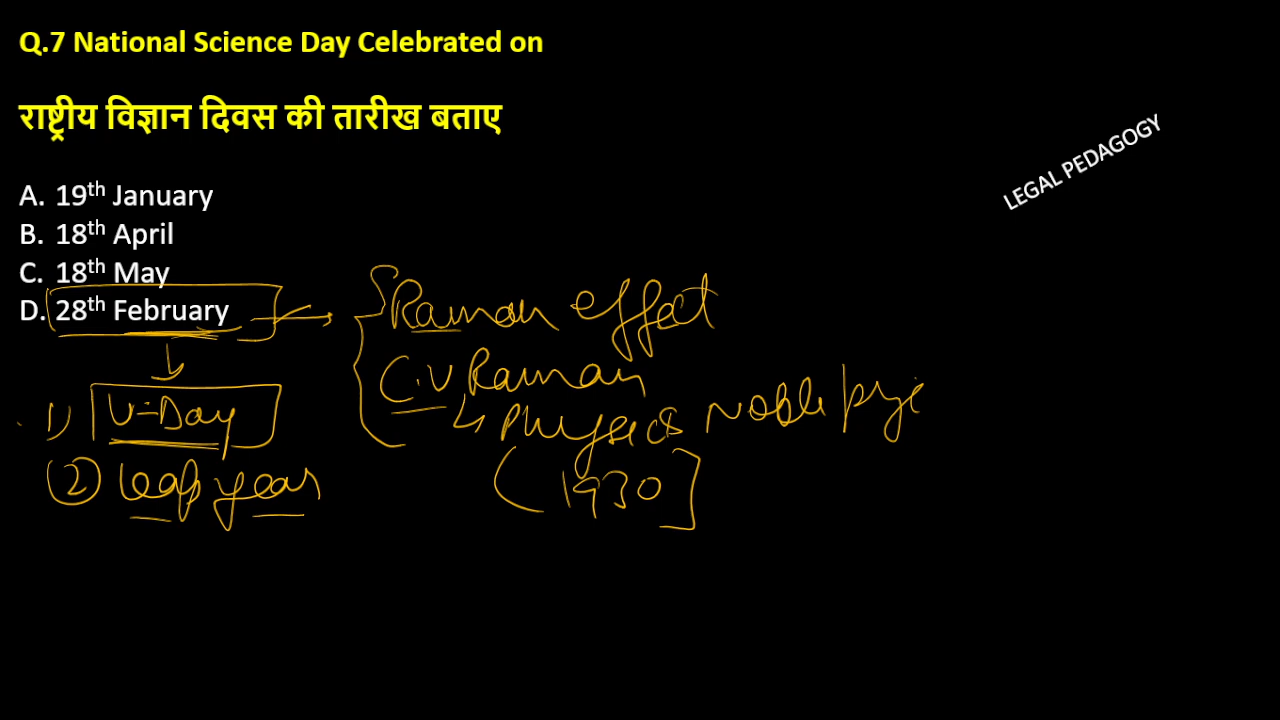 Q.7 National Science Day Celebrated on
राष्ट्रीय विज्ञान दिवस की तारीख बताए
LEGAL PEDAGOGY
A. 19th January
B. 18th April
C. 18th May
D. 28th February
Raman effect
C.V Raman
1) V-Day
Physics Noble prize
2) leap year
(1930]